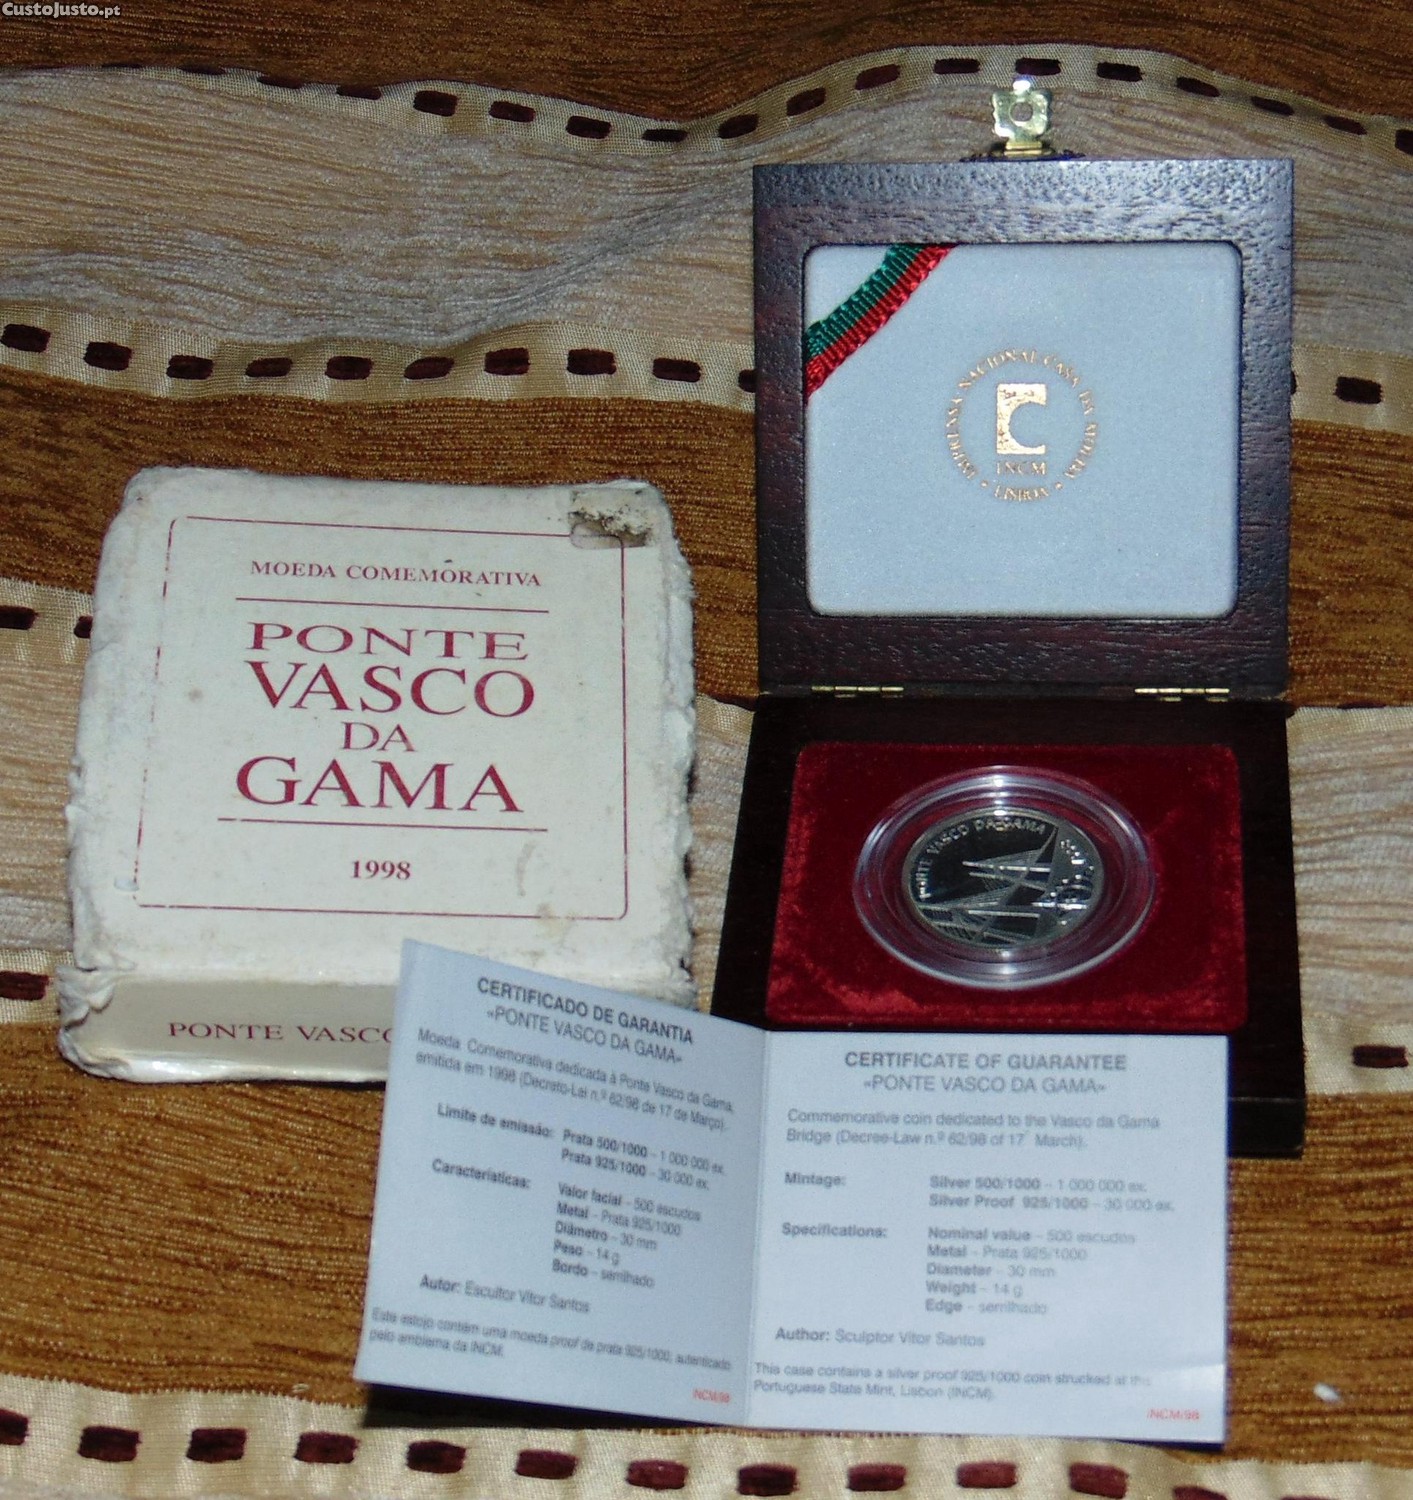 CustoJusto.pt
IMPRENSA NACIONAL CASA DA MOEDA
INCM
• LISBOA •
MOEDA COMEMORATIVA
PONTE
VASCO
DA
GAMA
1998
PONTE VASCO
PONTE VASCO DA GAMA
CERTIFICADO DE GARANTIA
«PONTE VASCO DA GAMA»
Moeda Comemorativa dedicada à Ponte Vasco da Gama,
emitida em 1998 (Decreto-Lei n.º 62/98 de 17 de Março).
Limite de emissão: Prata 500/1000 – 1 000 000 ex.
Prata 925/1000 – 30 000 ex.
Características: Valor facial – 500 escudos
Metal – Prata 925/1000
Diâmetro – 30 mm
Peso – 14 g
Bordo – serrilhado
Autor: Escultor Vitor Santos
Este estojo contém uma moeda proof de prata 925/1000, autenticado
pelo emblema da INCM.
INCM/98
CERTIFICATE OF GUARANTEE
«PONTE VASCO DA GAMA»
Commemorative coin dedicated to the Vasco da Gama
Bridge (Decree-Law n.º 62/98 of 17 March).
Mintage: Silver 500/1000 – 1 000 000 ex.
Silver Proof 925/1000 – 30 000 ex.
Specifications: Nominal value – 500 escudos
Metal – Prata 925/1000
Diameter – 30 mm
Weight – 14 g
Edge – serrilhado
Author: Sculptor Vitor Santos
This case contains a silver proof 925/1000 coin strucked at the
Portuguese State Mint, Lisbon (INCM).
INCM/98